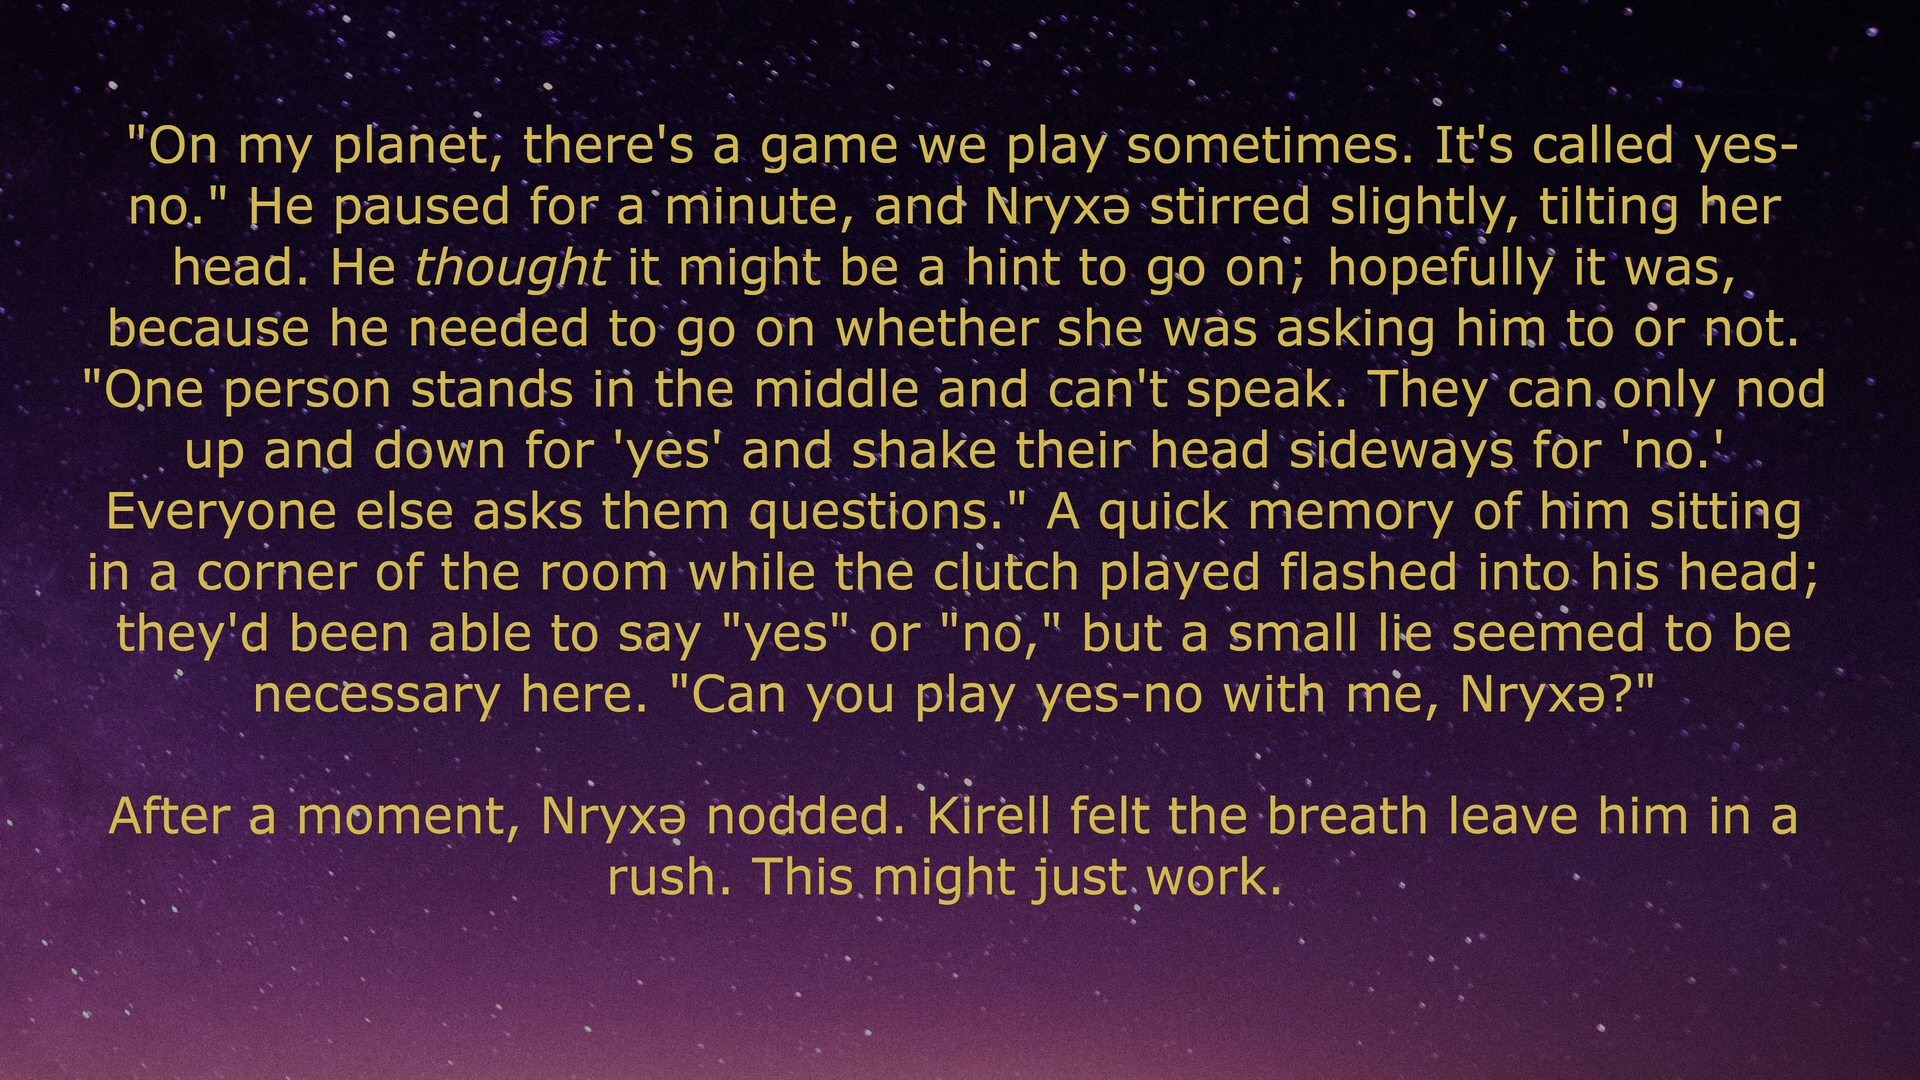 "On my planet, there's a game we play sometimes. It's called yes-
no." He paused for a minute, and Nryxə stirred slightly, tilting her
head. He thought it might be a hint to go on; hopefully it was,
because he needed to go on whether she was asking him to or not.
"One person stands in the middle and can't speak. They can only nod
up and down for 'yes' and shake their head sideways for 'no.'
Everyone else asks them questions." A quick memory of him sitting
in a corner of the room while the clutch played flashed into his head;
they'd been able to say "yes" or "no," but a small lie seemed to be
necessary here. "Can you play yes-no with me, Nryxə?"
After a moment, Nryxə nodded. Kirell felt the breath leave him in a
rush. This might just work.